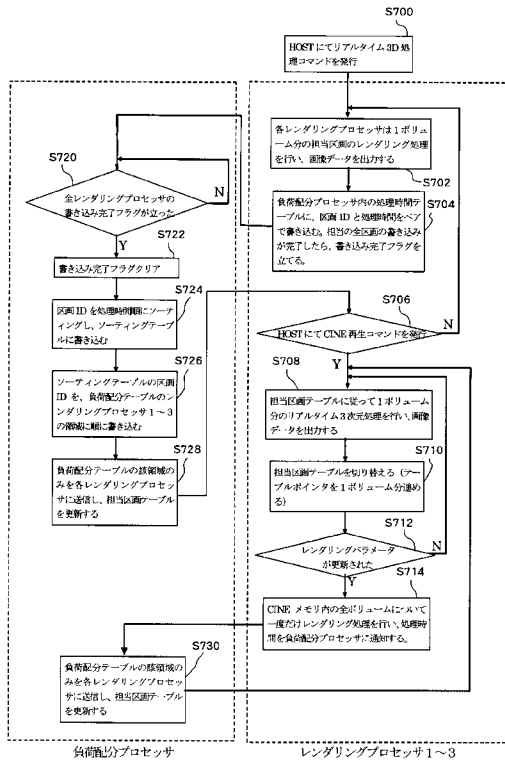 S700
HOSTにてリアルタイム3D処
理コマンドを発行
各レンダリングプロセッサは1ボリュ
ーム分の担当区画のレンダリング処理
を行い、画像データを出力する
S702
S704
負荷配分プロセッサ内の処理時間テ
ーブルに、区画IDと処理時間をペア
で書き込む。担当の全区画の書き込み
が完了したら、書き込み完了フラグを
立てる。
S720
全レンダリングプロセッサの
書き込み完了フラグが立った
N
Y
S722
書き込み完了フラグクリア
S724
区画IDを処理時間順にソーテ
ィングし、ソーティングテーブ
ルに書き込む
S726
ソーティングテーブルの区画
IDを、負荷配分テーブルのレ
ンダリングプロセッサ1~3
の領域に順に書き込む
S728
負荷配分テーブルの該領域の
みを各レンダリングプロセッ
サに送信し、担当区画テーブル
を更新する
S706
HOSTにてCINE再生コマンドを発行
N
Y
S708
担当区画テーブルに従って1ボリューム
分のリアルタイム3次元処理を行い、画像
データを出力する
S710
担当区画テーブルを切り替える(テ
ーブルポインタを1ボリューム分進め
る)
S712
レンダリングパラメータ
が更新された
N
Y
S714
CINEメモリ内の全ボリュームについて
一度だけレンダリング処理を行い、処理時
間を負荷配分プロセッサに通知する。
S730
負荷配分テーブルの該領域の
みを各レンダリングプロセッ
サに送信し、担当区画テーブル
を更新する
負荷配分プロセッサ
レンダリングプロセッサ1~3